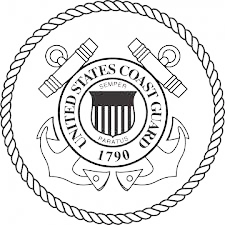 UNITED STATES COAST GUARD
SEMPER
PARATUS
1790